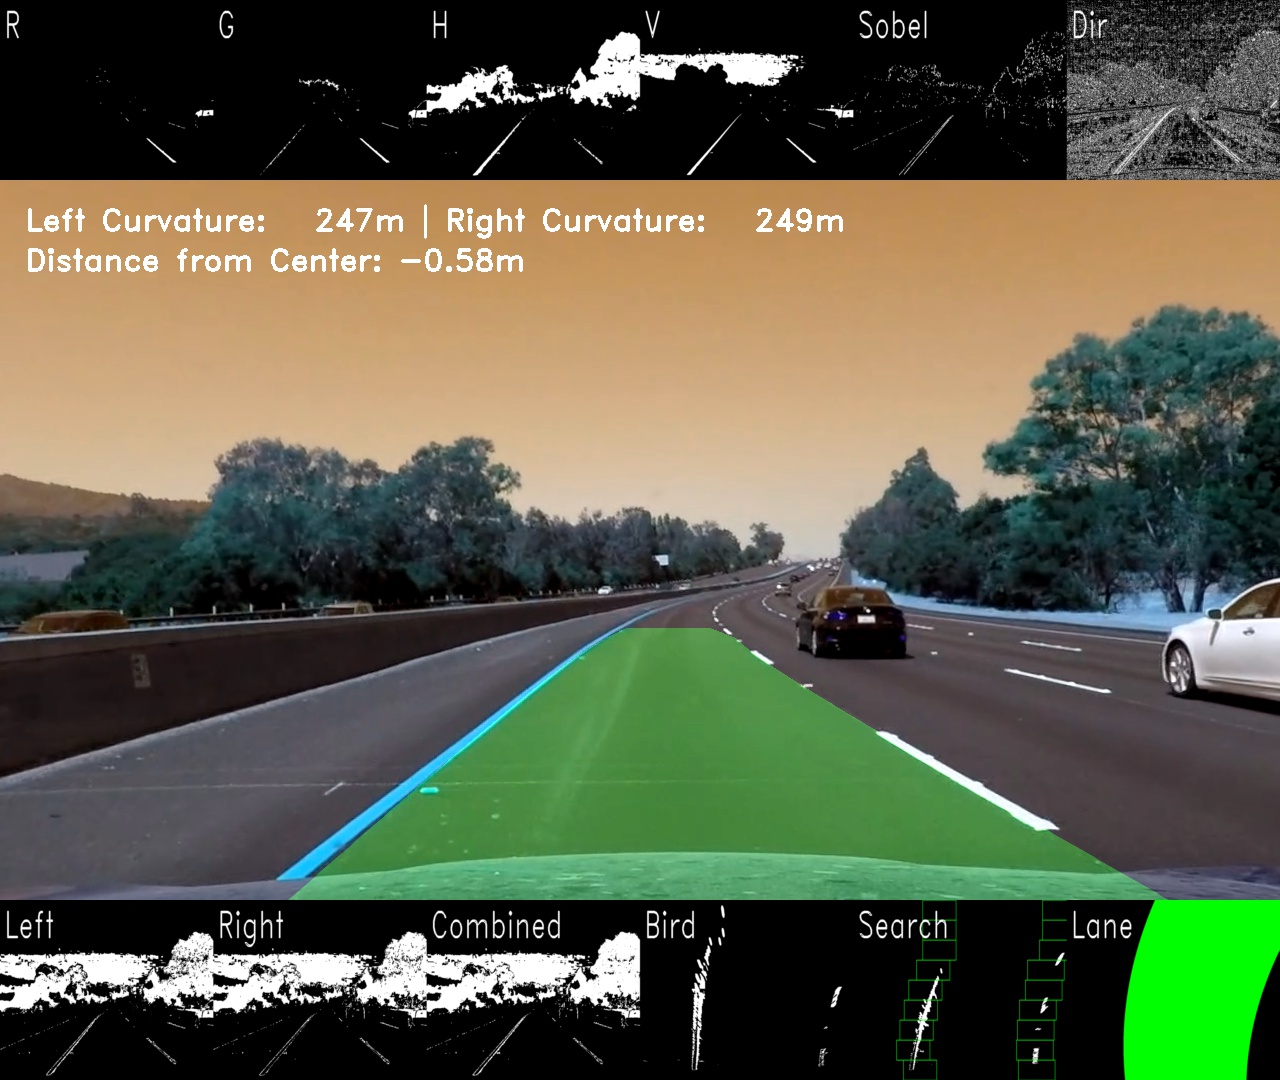 R
G
H
V
Sobel
Dir
Left Curvature: 247m | Right Curvature: 249m
Distance from Center: -0.58m
Left
Right
Combined
Bird
Search
Lane